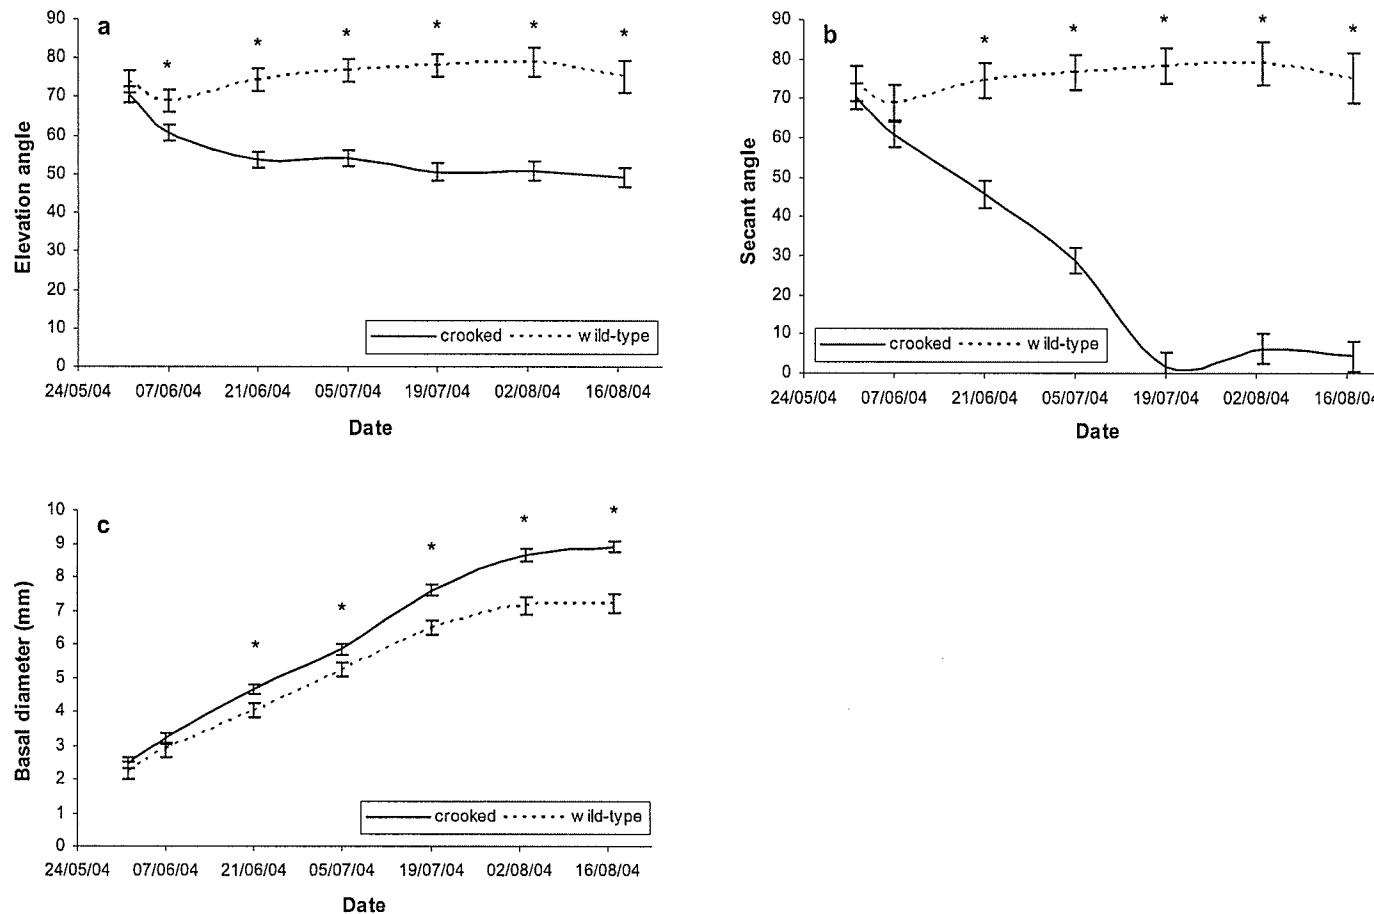 a
Elevation angle
90
80
70
60
50
40
30
20
10
0
* * * * * * *
crooked wild-type
24/05/04 07/06/04 21/06/04 05/07/04 19/07/04 02/08/04 16/08/04
Date
b
Secant angle
90
80
70
60
50
40
30
20
10
0
* * * * *
crooked wild-type
24/05/04 07/06/04 21/06/04 05/07/04 19/07/04 02/08/04 16/08/04
Date
c
Basal diameter (mm)
10
9
8
7
6
5
4
3
2
1
0
* * * * *
crooked wild-type
24/05/04 07/06/04 21/06/04 05/07/04 19/07/04 02/08/04 16/08/04
Date